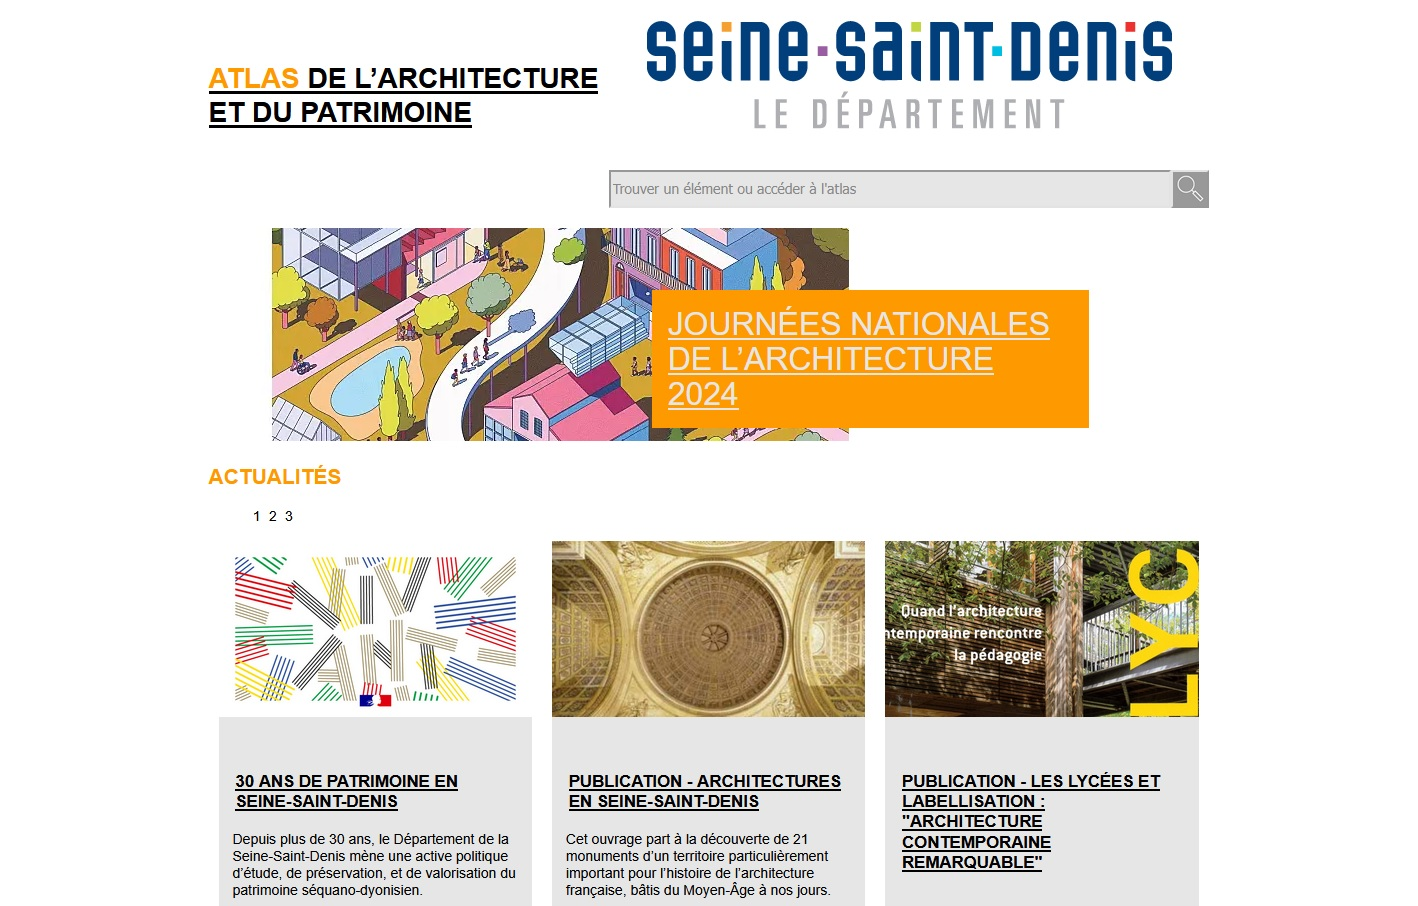 ATLAS DE L’ARCHITECTURE
ET DU PATRIMOINE
seine·saint·denis
LE DÉPARTEMENT
Trouver un élément ou accéder à l'atlas
JOURNÉES NATIONALES
DE L’ARCHITECTURE
2024
ACTUALITÉS
1 2 3
VIV
ANT
Quand l'architecture
ntemporaine rencontre
la pédagogie
LYC
30 ANS DE PATRIMOINE EN
SEINE-SAINT-DENIS
Depuis plus de 30 ans, le Département de la
Seine-Saint-Denis mène une active politique
d’étude, de préservation, et de valorisation du
patrimoine séquano-dyonisien.
PUBLICATION - ARCHITECTURES
EN SEINE-SAINT-DENIS
Cet ouvrage part à la découverte de 21
monuments d’un territoire particulièrement
important pour l’histoire de l’architecture
française, bâtis du Moyen-Âge à nos jours.
PUBLICATION - LES LYCÉES ET
LABELLISATION :
"ARCHITECTURE
CONTEMPORAINE
REMARQUABLE"